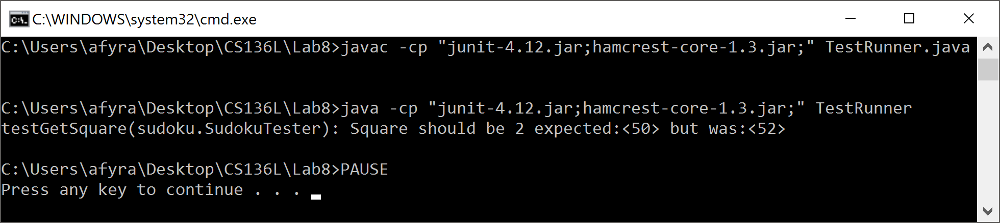 C:\WINDOWS\system32\cmd.exe
C:\Users\afyra\Desktop\CS136L\Lab8>javac -cp "junit-4.12.jar;hamcrest-core-1.3.jar;" TestRunner.java
C:\Users\afyra\Desktop\CS136L\Lab8>java -cp "junit-4.12.jar;hamcrest-core-1.3.jar;" TestRunner
testGetSquare(sudoku.SudokuTester): Square should be 2 expected:<50> but was:<52>
C:\Users\afyra\Desktop\CS136L\Lab8>PAUSE
Press any key to continue . . .